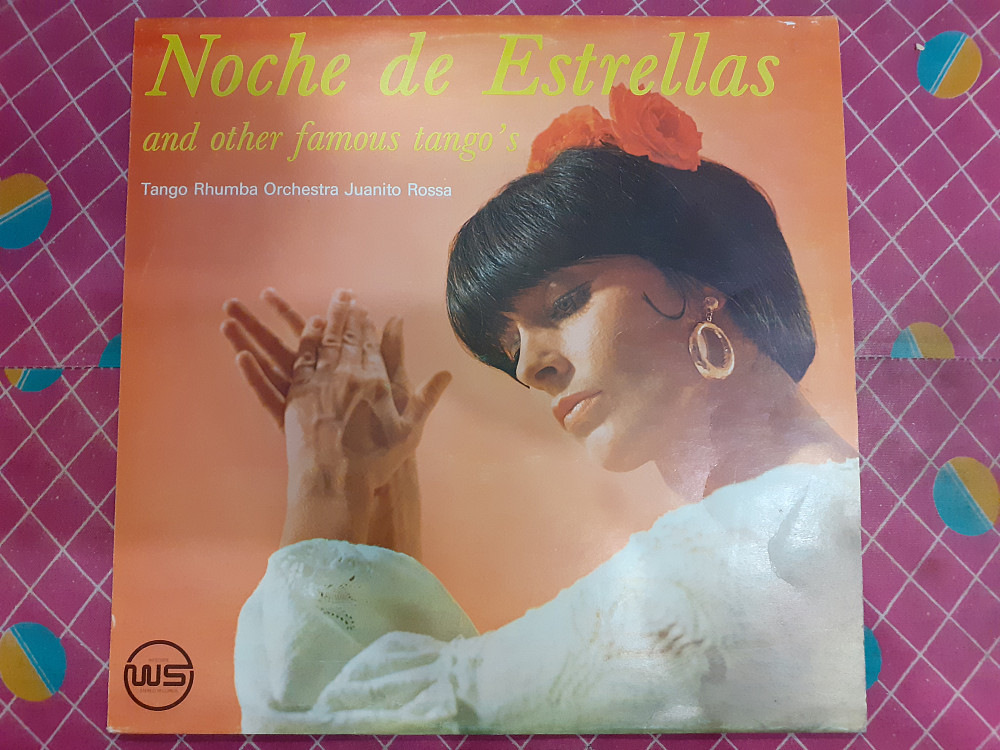 Noche de Estrellas
and other famous tango's
Tango Rhumba Orchestra Juanito Rossa
WS